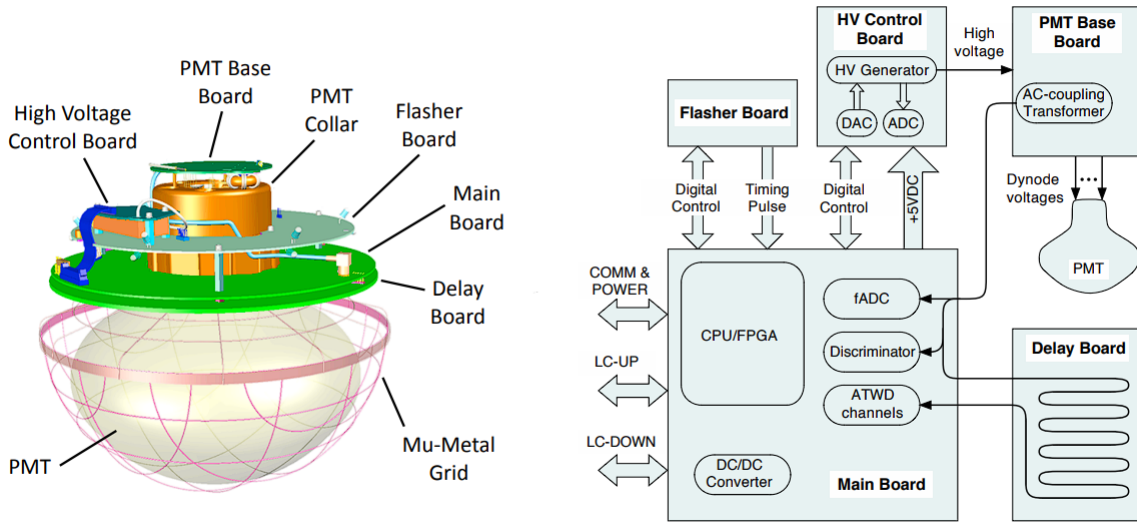 PMT Base
Board
High Voltage
Control Board
PMT
Collar
Flasher
Board
Main
Board
Delay
Board
Mu-Metal
Grid
PMT
HV Control
Board
HV Generator
DAC
ADC
High
voltage
PMT Base
Board
AC-coupling
Transformer
Flasher Board
Digital
Control
Timing
Pulse
Digital
Control
+5VDC
Dynode
voltages
...
PMT
COMM &
POWER
LC-UP
LC-DOWN
CPU/FPGA
fADC
Discriminator
ATWD
channels
DC/DC
Converter
Main Board
Delay Board